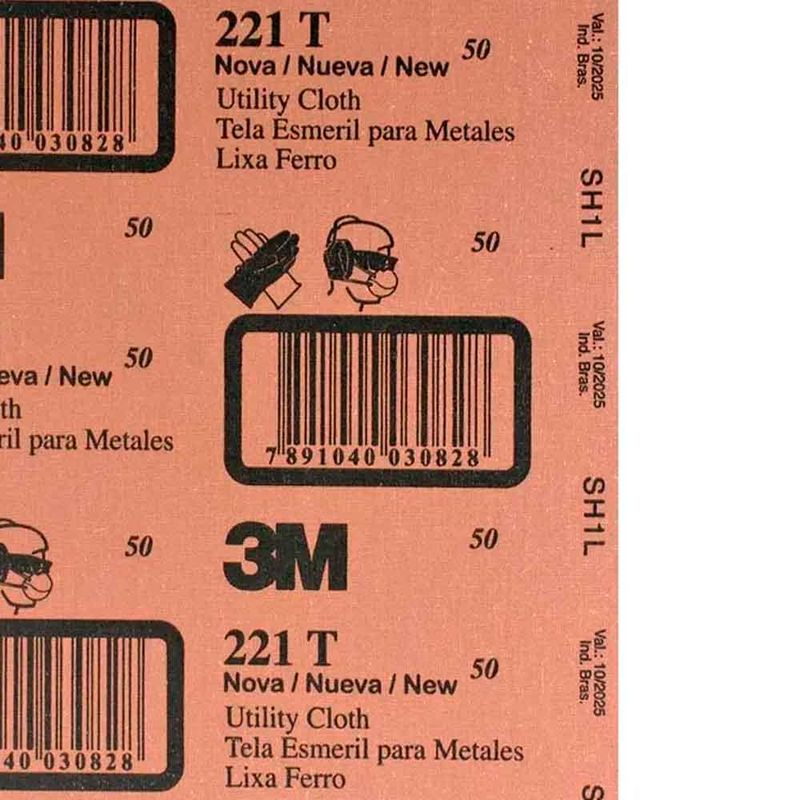 221 T
50
Nova / Nueva / New
Utility Cloth
Tela Esmeril para Metales
Lixa Ferro
40 030828
50
50
7 891040 030828
50
eva / New
th
ril para Metales
50
3M
50
40 030828
221 T
50
Nova / Nueva / New
Utility Cloth
Tela Esmeril para Metales
Lixa Ferro
Val.: 10/2025
Ind. Bras.
SH1L
Val.: 10/2025
Ind. Bras.
SH1L
Val.: 10/2025
Ind. Bras.
S